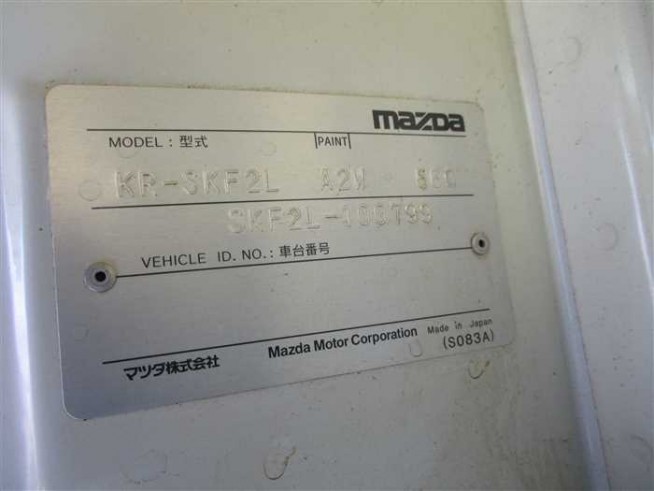 mazda
MODEL : 型式 PAINT
KR-SKF2L A2W
VEHICLE ID. NO. : 車台番号
マツダ株式会社 Mazda Motor Corporation Made in Japan
(S083A)